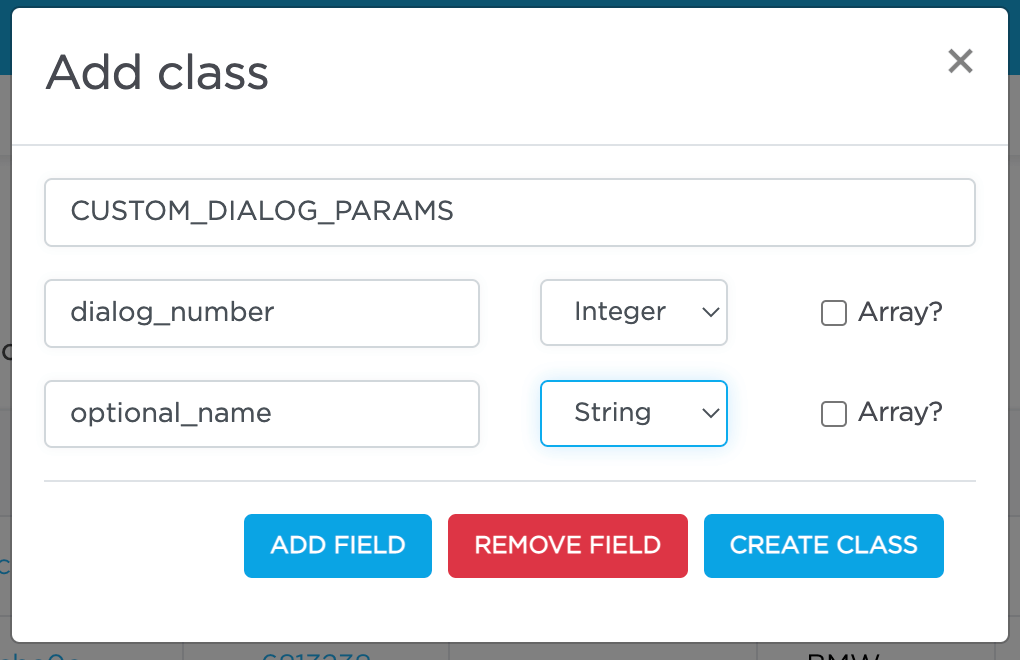 Add class
CUSTOM_DIALOG_PARAMS
dialog_number Integer Array?
optional_name String Array?
ADD FIELD REMOVE FIELD CREATE CLASS